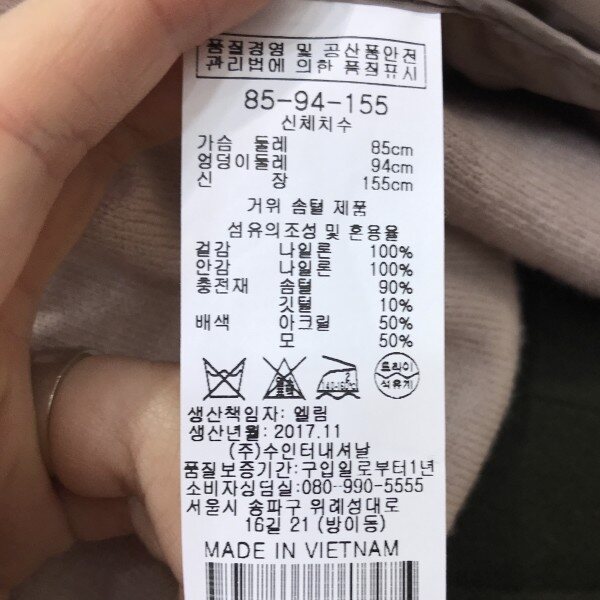 품질경영 및 공산품안전
관리법에 의한 품질표시
85-94-155
신체치수
가슴 둘레 85cm
엉덩이둘레 94cm
신 장 155cm
거위 솜털 제품
섬유의조성 및 혼용율
겉감 나일론 100%
안감 나일론 100%
충전재 솜털 90%
깃털 10%
배색 아크릴 50%
모 50%
드라이
석유계
생산책임자: 엘림
생산년월: 2017.11
(주)수인터내셔날
품질보증기간: 구입일로부터1년
소비자상담실:080-990-5555
서울시 송파구 위례성대로
16길 21 (방이동)
MADE IN VIETNAM